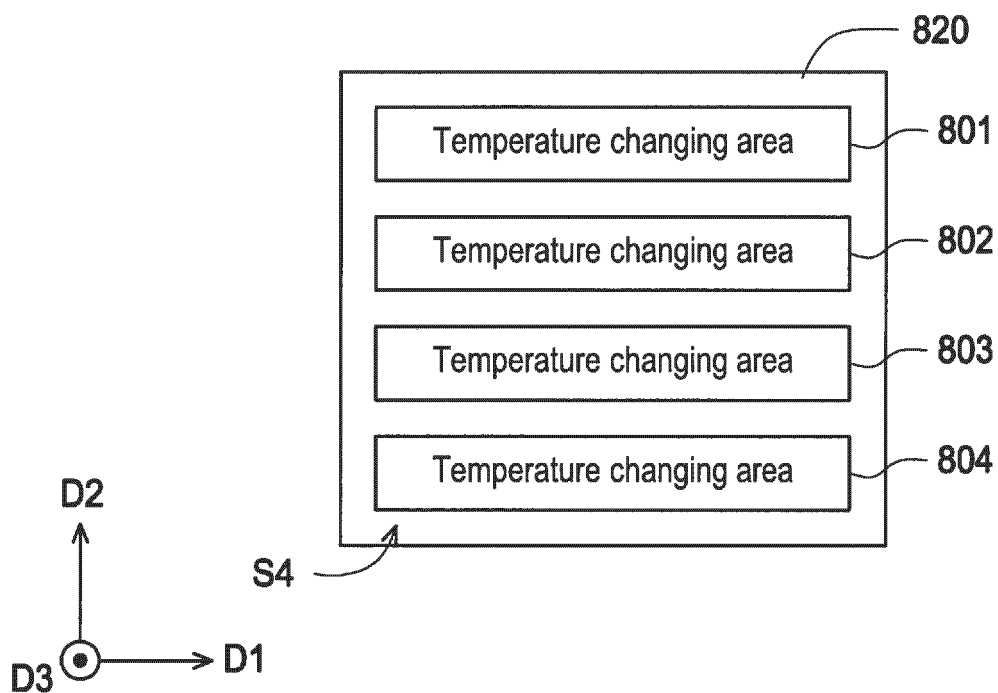 820
Temperature changing area 801
Temperature changing area 802
Temperature changing area 803
Temperature changing area 804
D2
S4
D3 D1